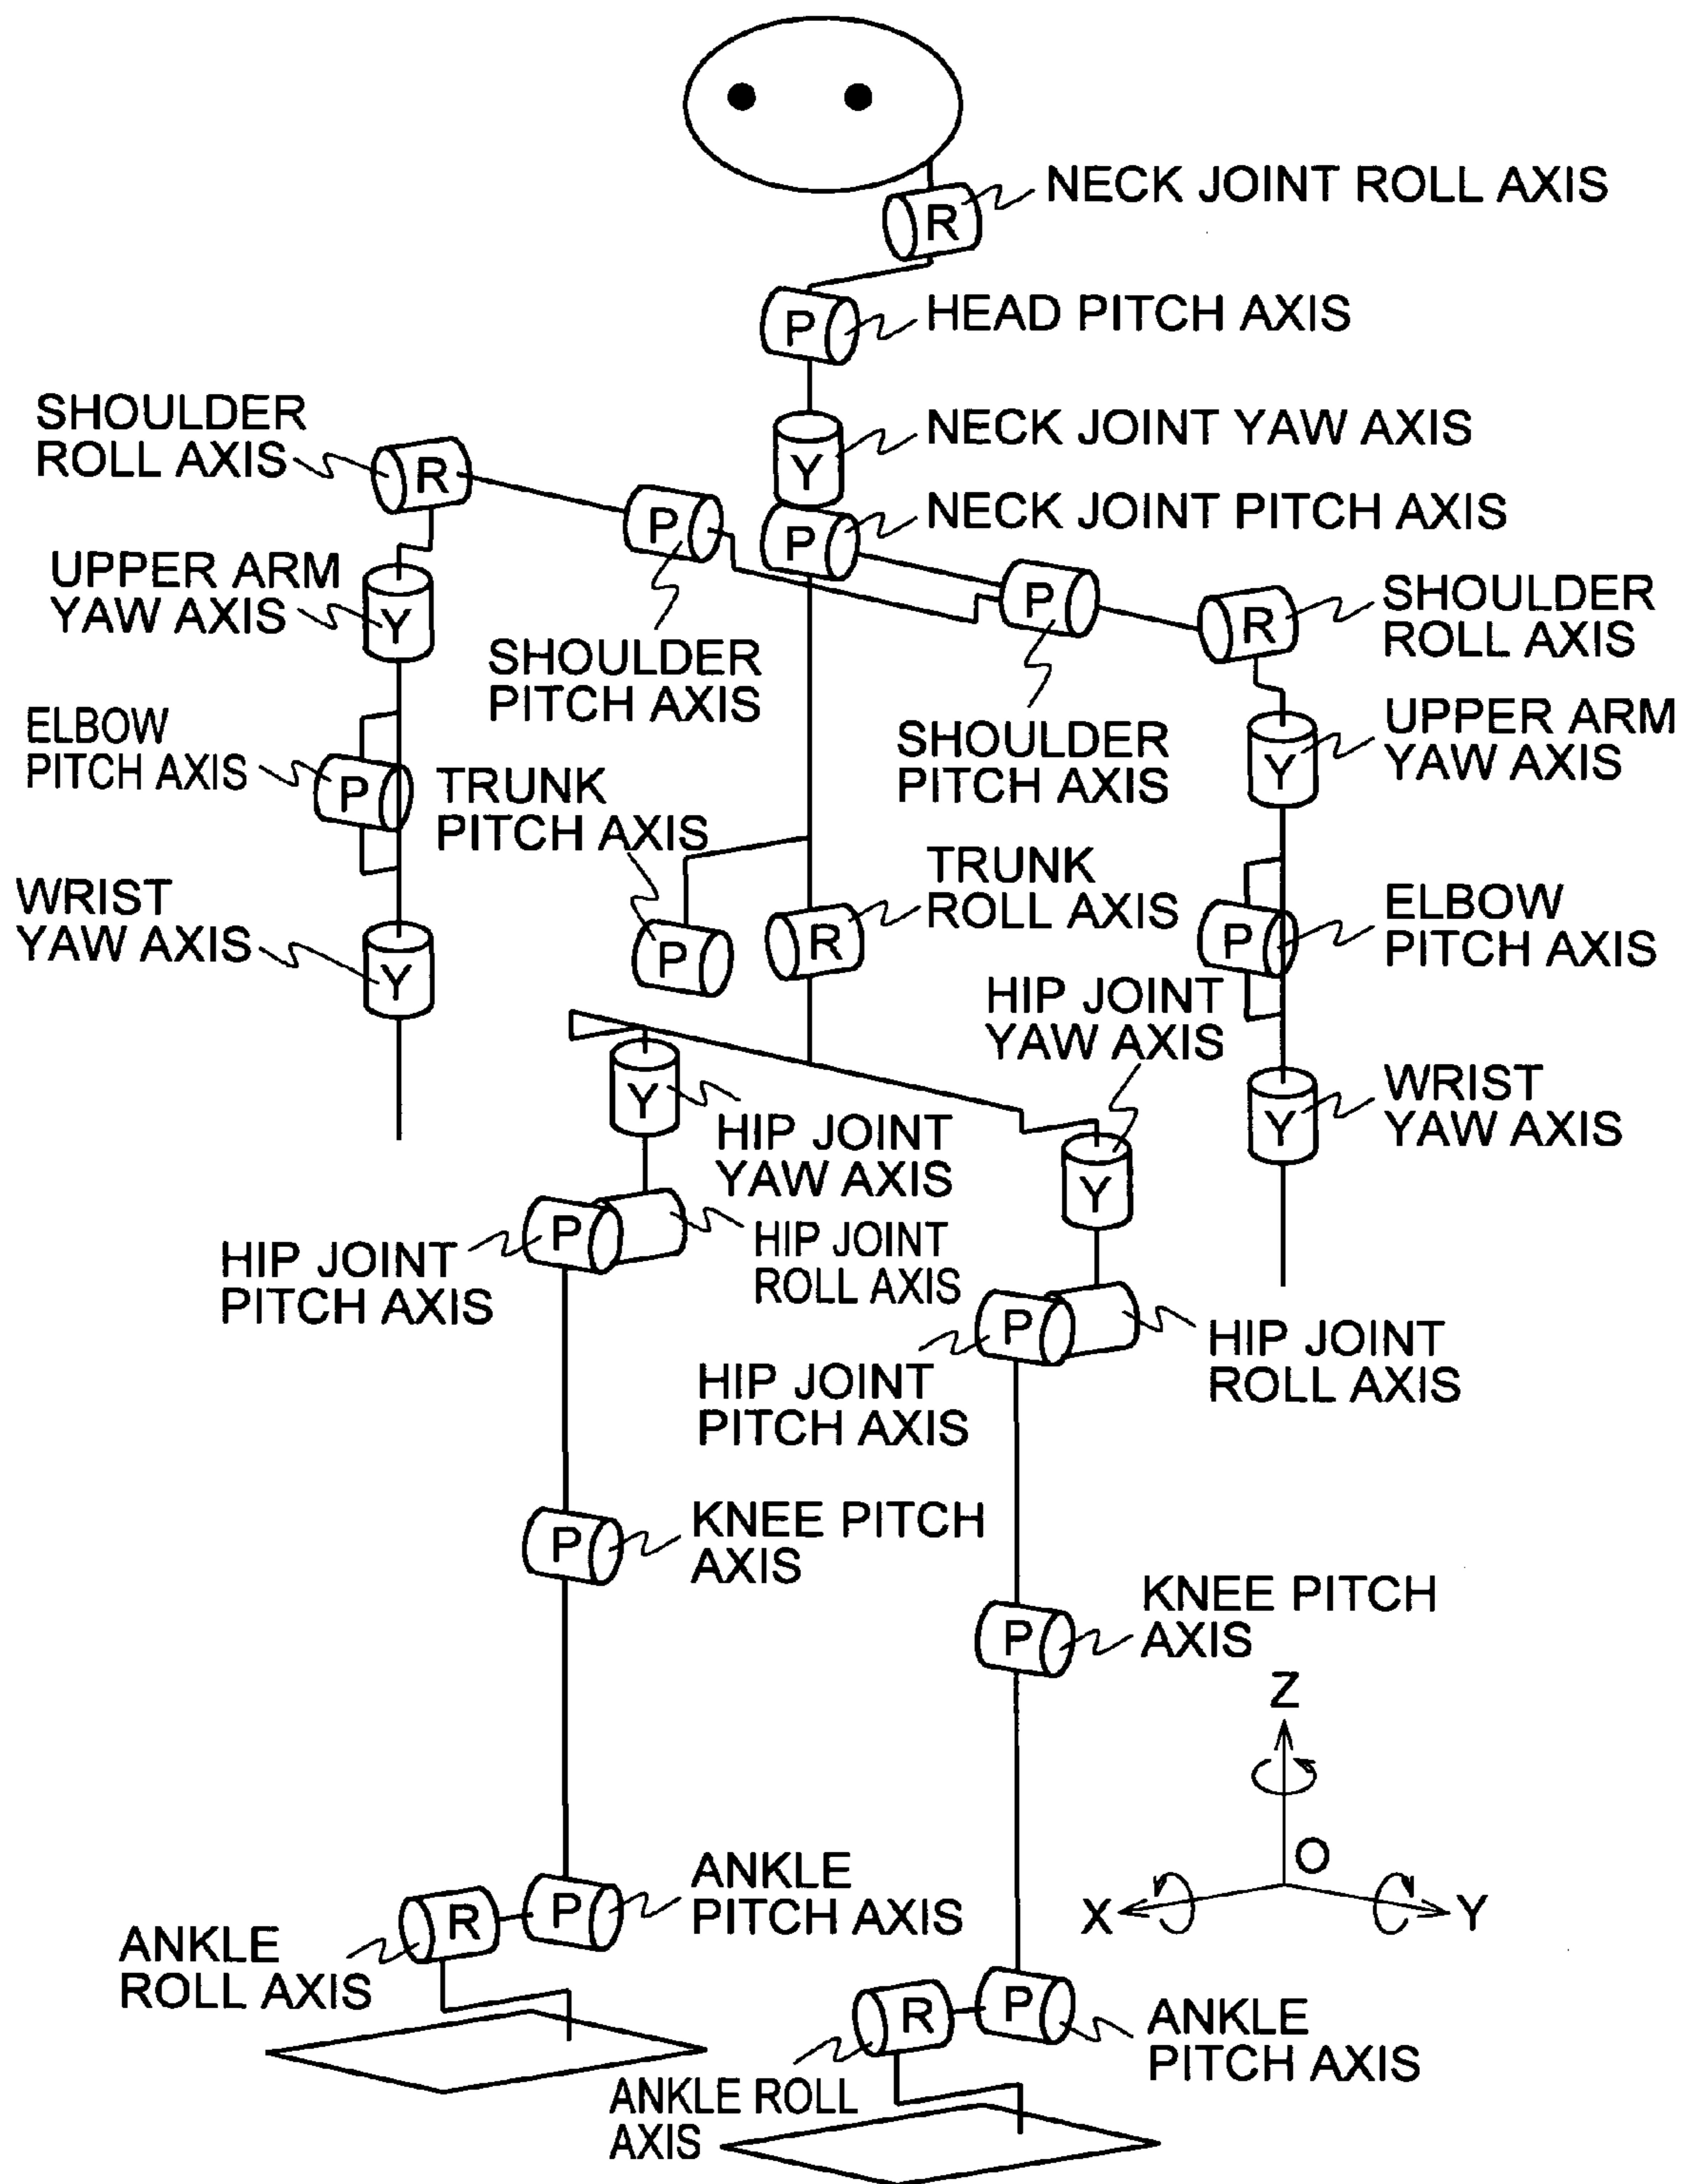 NECK JOINT ROLL AXIS
R
HEAD PITCH AXIS
P
SHOULDER
ROLL AXIS
R
NECK JOINT YAW AXIS
Y
P
NECK JOINT PITCH AXIS
P
UPPER ARM
YAW AXIS
Y
SHOULDER
PITCH AXIS
P
R
SHOULDER
ROLL AXIS
SHOULDER
PITCH AXIS
UPPER ARM
YAW AXIS
Y
ELBOW
PITCH AXIS
P
TRUNK
PITCH AXIS
P
TRUNK
ROLL AXIS
R
ELBOW
PITCH AXIS
P
WRIST
YAW AXIS
Y
HIP JOINT
YAW AXIS
Y
WRIST
YAW AXIS
Y
HIP JOINT
YAW AXIS
Y
HIP JOINT
PITCH AXIS
P
HIP JOINT
ROLL AXIS
HIP JOINT
PITCH AXIS
P
HIP JOINT
ROLL AXIS
KNEE PITCH
AXIS
P
KNEE PITCH
AXIS
P
Z
O
X
Y
ANKLE
PITCH AXIS
P
R
ANKLE
ROLL AXIS
R
P
ANKLE
PITCH AXIS
ANKLE ROLL
AXIS